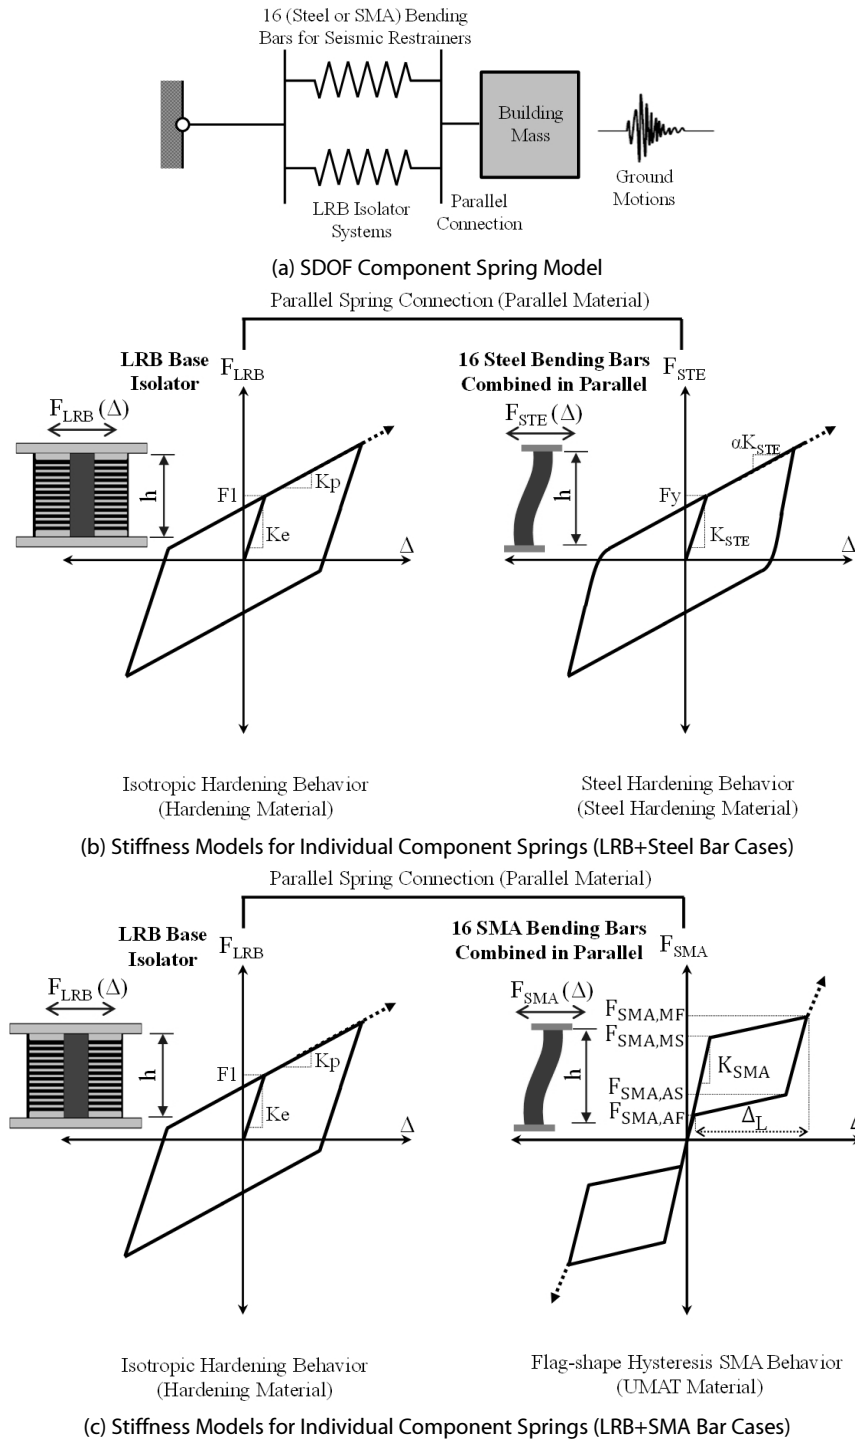 16 (Steel or SMA) Bending
Bars for Seismic Restrainers
Building
Mass
Ground
Motions
LRB Isolator
Systems
Parallel
Connection
(a) SDOF Component Spring Model
Parallel Spring Connection (Parallel Material)
LRB Base
Isolator
F_LRB
16 Steel Bending Bars
Combined in Parallel
F_STE
F_LRB (Δ)
h
F1
Kp
Ke
Δ
F_STE (Δ)
h
αK_STE
Fy
K_STE
Δ
Isotropic Hardening Behavior
(Hardening Material)
Steel Hardening Behavior
(Steel Hardening Material)
(b) Stiffness Models for Individual Component Springs (LRB+Steel Bar Cases)
Parallel Spring Connection (Parallel Material)
LRB Base
Isolator
F_LRB
16 SMA Bending Bars
Combined in Parallel
F_SMA
F_LRB (Δ)
h
F1
Kp
Ke
Δ
F_SMA (Δ)
h
F_SMA,MF
F_SMA,MS
K_SMA
F_SMA,AS
F_SMA,AF
Δ_L
Δ
Isotropic Hardening Behavior
(Hardening Material)
Flag-shape Hysteresis SMA Behavior
(UMAT Material)
(c) Stiffness Models for Individual Component Springs (LRB+SMA Bar Cases)